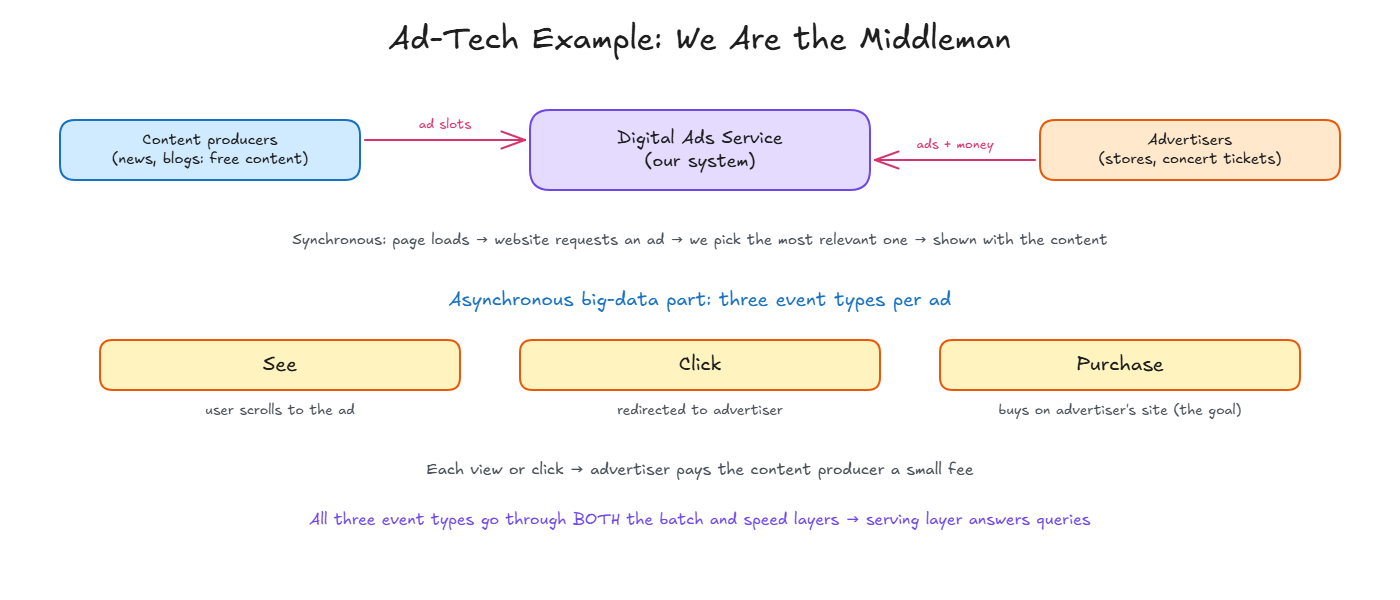 Ad-Tech Example: We Are the Middleman
Content producers
(news, blogs: free content)
ad slots
Digital Ads Service
(our system)
ads + money
Advertisers
(stores, concert tickets)
Synchronous: page loads → website requests an ad → we pick the most relevant one → shown with the content
Asynchronous big-data part: three event types per ad
See
Click
Purchase
user scrolls to the ad
redirected to advertiser
buys on advertiser's site (the goal)
Each view or click → advertiser pays the content producer a small fee
All three event types go through BOTH the batch and speed layers → serving layer answers queries